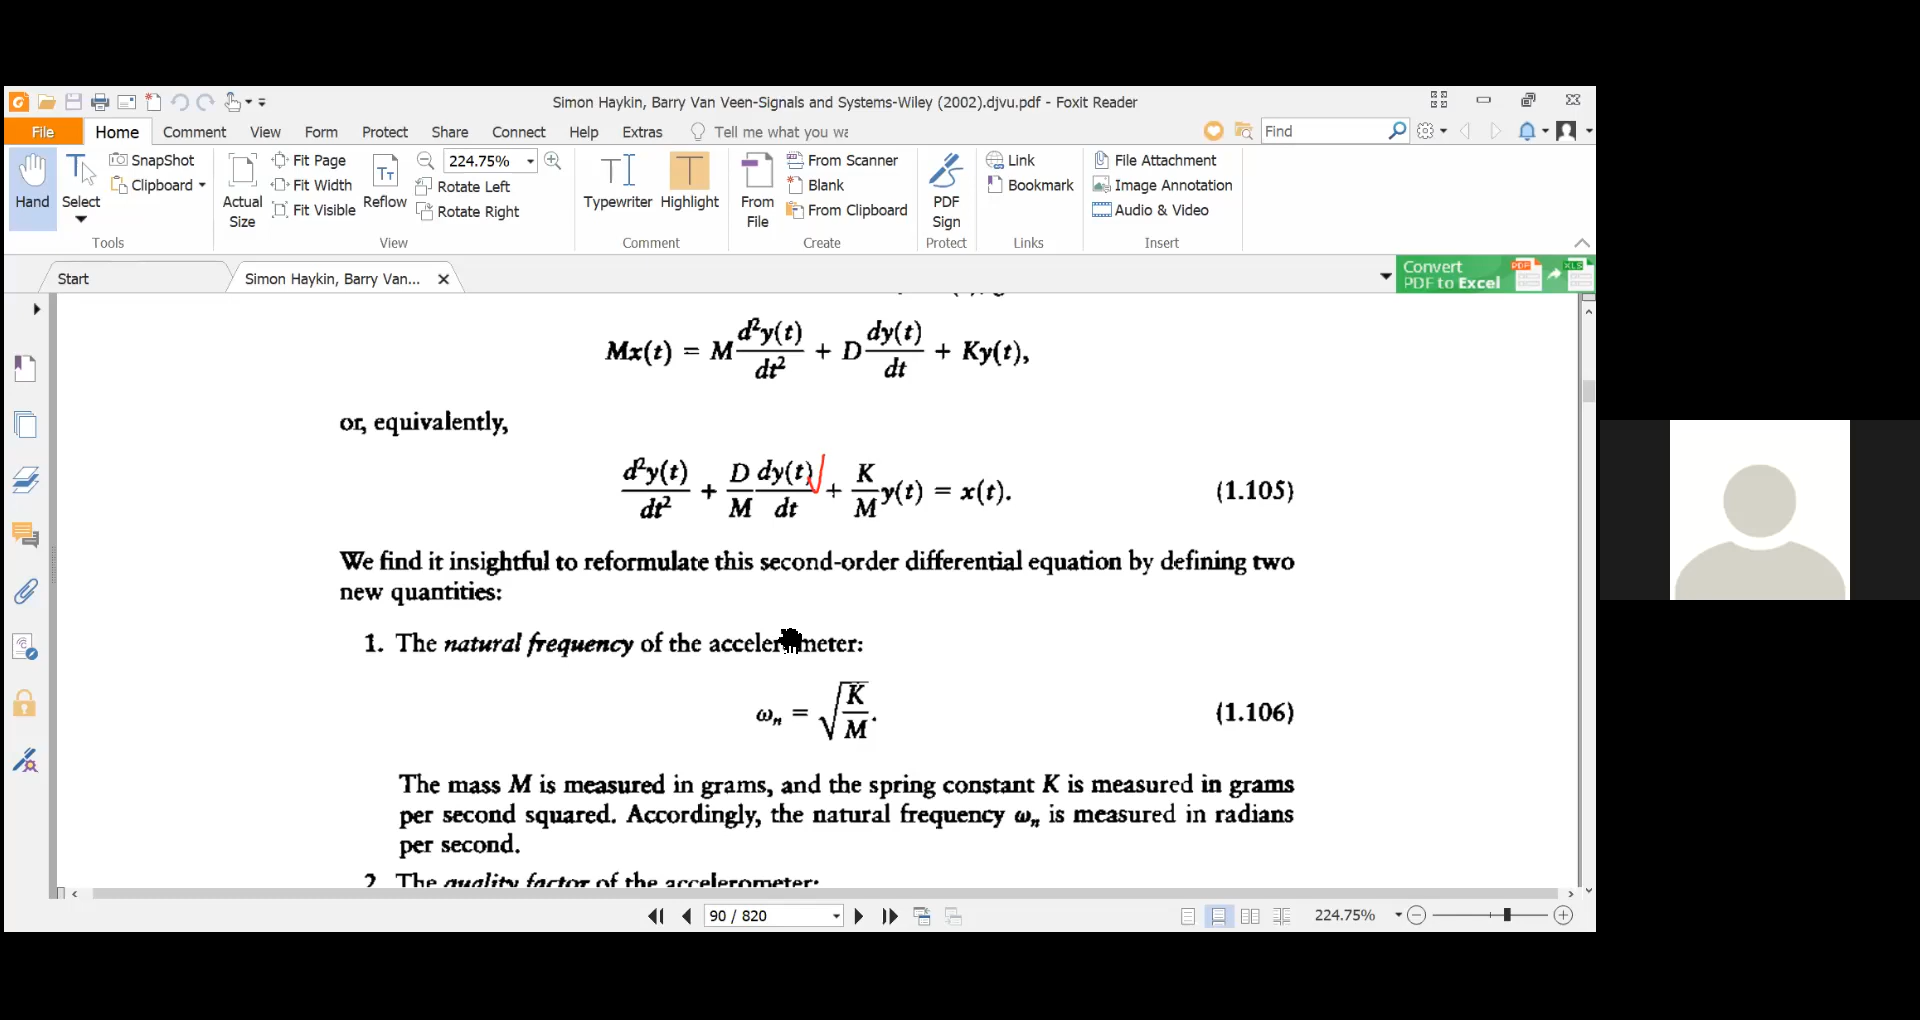 Simon Haykin, Barry Van Veen-Signals and Systems-Wiley (2002).djvu.pdf - Foxit Reader
File Home Comment View Form Protect Share Connect Help Extras Tell me what you wa Find
Hand
Select
SnapShot
Clipboard
Tools
Actual Size
Fit Page
Fit Width
Fit Visible
Reflow
224.75%
Rotate Left
Rotate Right
View
Typewriter
Highlight
Comment
From File
From Scanner
Blank
From Clipboard
Create
PDF Sign
Protect
Link
Bookmark
Links
File Attachment
Image Annotation
Audio & Video
Insert
Start
Simon Haykin, Barry Van...
Convert
PDF to Excel
Mx(t) = M d²y(t)/dt² + D dy(t)/dt + Ky(t),
or, equivalently,
d²y(t)/dt² + D/M dy(t)/dt + K/M y(t) = x(t). (1.105)
We find it insightful to reformulate this second-order differential equation by defining two
new quantities:
1. The natural frequency of the accelerometer:
ωn = √K/M. (1.106)
The mass M is measured in grams, and the spring constant K is measured in grams
per second squared. Accordingly, the natural frequency ωn is measured in radians
per second.
2. The quality factor of the accelerometer:
90 / 820
224.75%